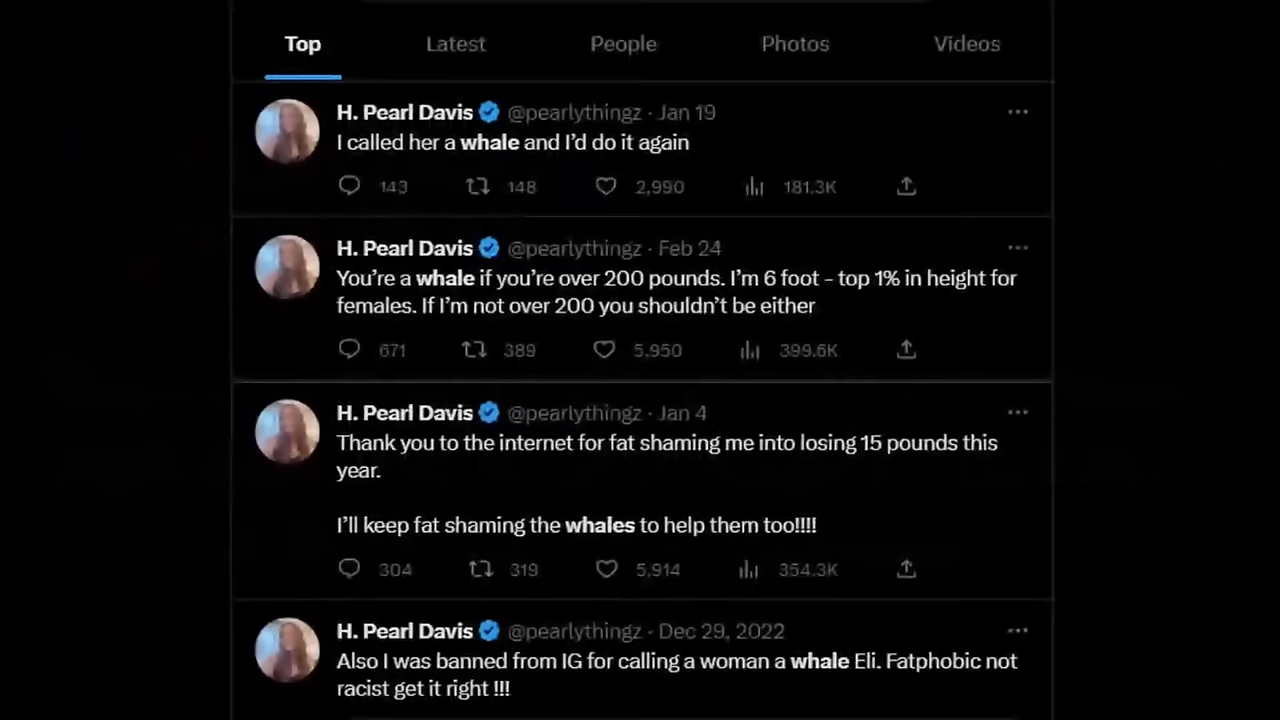 Top Latest People Photos Videos
H. Pearl Davis @pearlythingz · Jan 19
I called her a whale and I'd do it again
143 148 2,990 181.3K
H. Pearl Davis @pearlythingz · Feb 24
You're a whale if you're over 200 pounds. I'm 6 foot - top 1% in height for
females. If I'm not over 200 you shouldn't be either
671 389 5,950 399.6K
H. Pearl Davis @pearlythingz · Jan 4
Thank you to the internet for fat shaming me into losing 15 pounds this
year.
I'll keep fat shaming the whales to help them too!!!!
304 319 5,914 354.3K
H. Pearl Davis @pearlythingz · Dec 29, 2022
Also I was banned from IG for calling a woman a whale Eli. Fatphobic not
racist get it right !!!